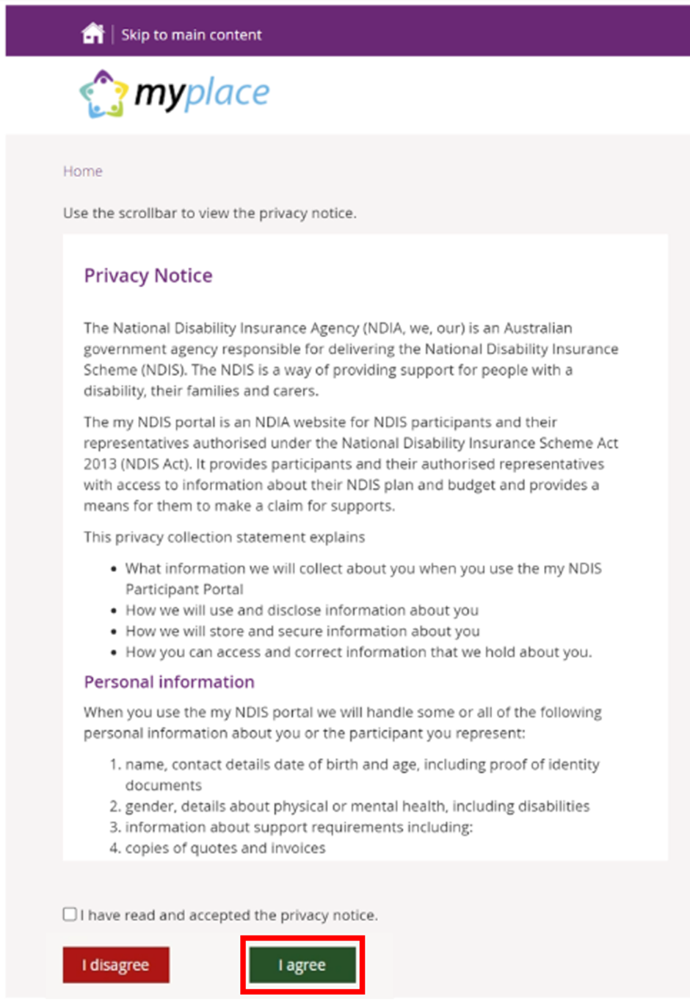 Skip to main content
myplace
Home
Use the scrollbar to view the privacy notice.
Privacy Notice
The National Disability Insurance Agency (NDIA, we, our) is an Australian
government agency responsible for delivering the National Disability Insurance
Scheme (NDIS). The NDIS is a way of providing support for people with a
disability, their families and carers.
The my NDIS portal is an NDIA website for NDIS participants and their
representatives authorised under the National Disability Insurance Scheme Act
2013 (NDIS Act). It provides participants and their authorised representatives
with access to information about their NDIS plan and budget and provides a
means for them to make a claim for supports.
This privacy collection statement explains
• What information we will collect about you when you use the my NDIS
Participant Portal
• How we will use and disclose information about you
• How we will store and secure information about you
• How you can access and correct information that we hold about you.
Personal information
When you use the my NDIS portal we will handle some or all of the following
personal information about you or the participant you represent:
1. name, contact details date of birth and age, including proof of identity
documents
2. gender, details about physical or mental health, including disabilities
3. information about support requirements including:
4. copies of quotes and invoices
I have read and accepted the privacy notice.
I disagree I agree